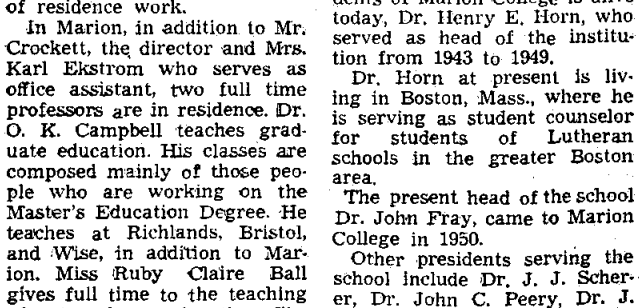 of residence work.
In Marion, in addition to Mr.
Crockett, the director and Mrs.
Karl Ekstrom who serves as
office assistant, two full time
professors are in residence. Dr.
O. K. Campbell teaches grad-
uate education. His classes are
composed mainly of those peo-
ple who are working on the
Master's Education Degree. He
teaches at Richlands, Bristol,
and Wise, in addition to Mar-
ion. Miss Ruby Claire Ball
gives full time to the teaching
today, Dr. Henry E. Horn, who
served as head of the institu-
tion from 1943 to 1949.
Dr. Horn at present is liv-
ing in Boston, Mass., where he
is serving as student counselor
for students of Lutheran
schools in the greater Boston
area.
The present head of the school
Dr. John Fray, came to Marion
College in 1950.
Other presidents serving the
school include Dr. J. J. Scher-
er, Dr. John C. Peery, Dr. J.